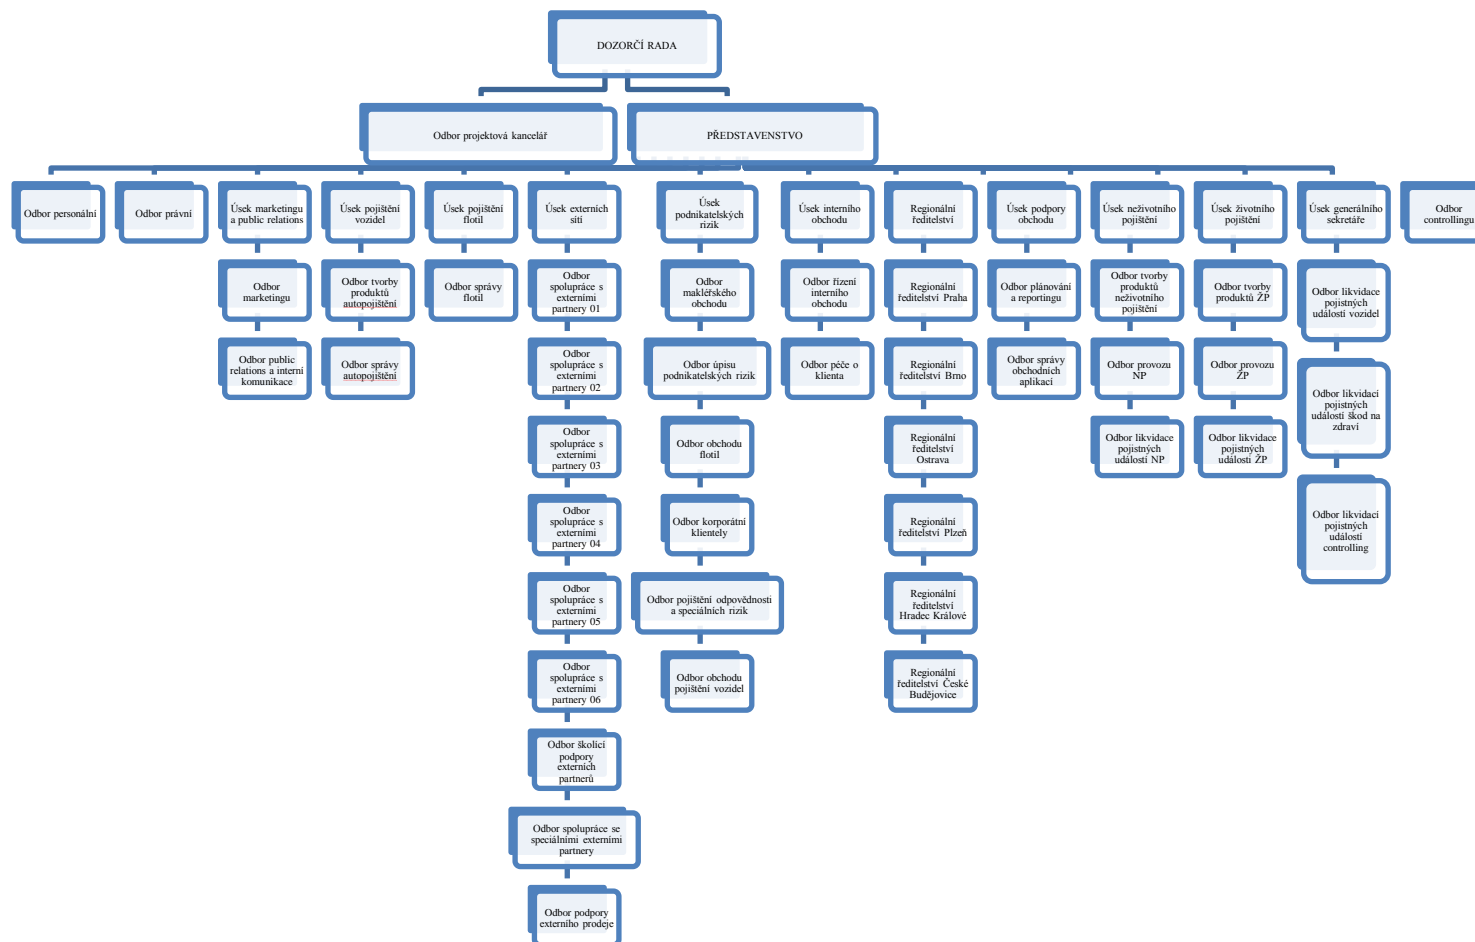 DOZORČÍ RADA
Odbor projektová kancelář
PŘEDSTAVENSTVO
Odbor personální
Odbor právní
Úsek marketingu
a public relations
Úsek pojištění
vozidel
Úsek pojištění
flotil
Úsek externích
sítí
Úsek
podnikatelských
rizik
Úsek interního
obchodu
Regionální
ředitelství
Úsek podpory
obchodu
Úsek neživotního
pojištění
Úsek životního
pojištění
Úsek generálního
sekretáře
Odbor
controllingu
Odbor
marketingu
Odbor tvorby
produktů
autopojištění
Odbor správy
flotil
Odbor
spolupráce s
externími
partnery 01
Odbor
makléřského
obchodu
Odbor řízení
interního
obchodu
Regionální
ředitelství Praha
Odbor plánování
a reportingu
Odbor tvorby
produktů
neživotního
pojištění
Odbor tvorby
produktů ŽP
Odbor likvidace
pojistných
událostí vozidel
Odbor public
relations a interní
komunikace
Odbor správy
autopojištění
Odbor
spolupráce s
externími
partnery 02
Odbor úpisu
podnikatelských rizik
Odbor péče o
klienta
Regionální
ředitelství Brno
Odbor správy
obchodních
aplikací
Odbor provozu
NP
Odbor provozu
ŽP
Odbor likvidací
pojistných
událostí škod na
zdraví
Odbor
spolupráce s
externími
partnery 03
Odbor obchodu
flotil
Regionální
ředitelství
Ostrava
Odbor likvidace
pojistných
událostí NP
Odbor likvidace
pojistných
událostí ŽP
Odbor
spolupráce s
externími
partnery 04
Odbor korporátní
klientely
Regionální
ředitelství Plzeň
Odbor likvidací
pojistných
událostí
controlling
Odbor
spolupráce s
externími
partnery 05
Odbor pojištění odpovědnosti
a speciálních rizik
Regionální
ředitelství
Hradec Králové
Odbor
spolupráce s
externími
partnery 06
Odbor obchodu
pojištění vozidel
Regionální
ředitelství České
Budějovice
Odbor školící
podpory
externích
partnerů
Odbor spolupráce se
speciálními externími
partnery
Odbor podpory
externího prodeje